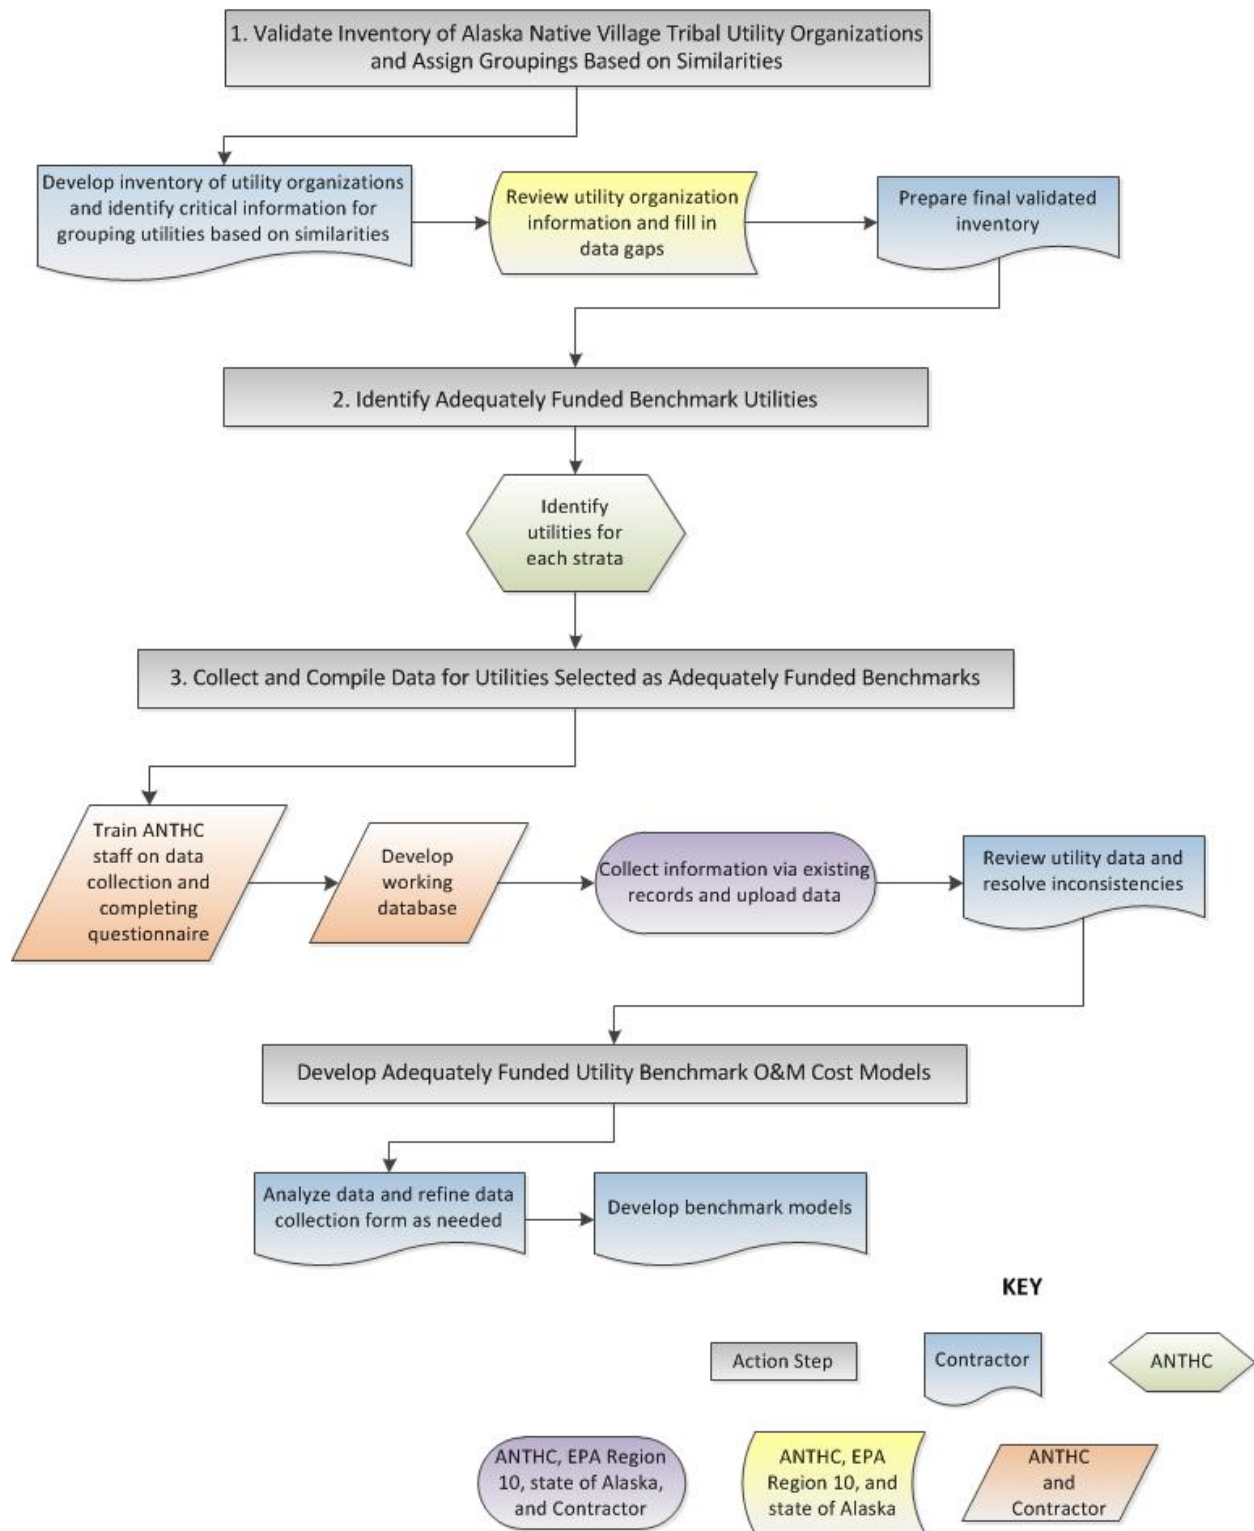 1. Validate Inventory of Alaska Native Village Tribal Utility Organizations
and Assign Groupings Based on Similarities
Develop inventory of utility organizations
and identify critical information for
grouping utilities based on similarities
Review utility organization
information and fill in
data gaps
Prepare final validated
inventory
2. Identify Adequately Funded Benchmark Utilities
Identify
utilities for
each strata
3. Collect and Compile Data for Utilities Selected as Adequately Funded Benchmarks
Train ANTHC
staff on data
collection and
completing
questionnaire
Develop
working
database
Collect information via existing
records and upload data
Review utility data and
resolve inconsistencies
Develop Adequately Funded Utility Benchmark O&M Cost Models
Analyze data and refine data
collection form as needed
Develop benchmark models
KEY
Action Step
Contractor
ANTHC
ANTHC, EPA Region
10, state of Alaska,
and Contractor
ANTHC, EPA
Region 10, and
state of Alaska
ANTHC
and
Contractor